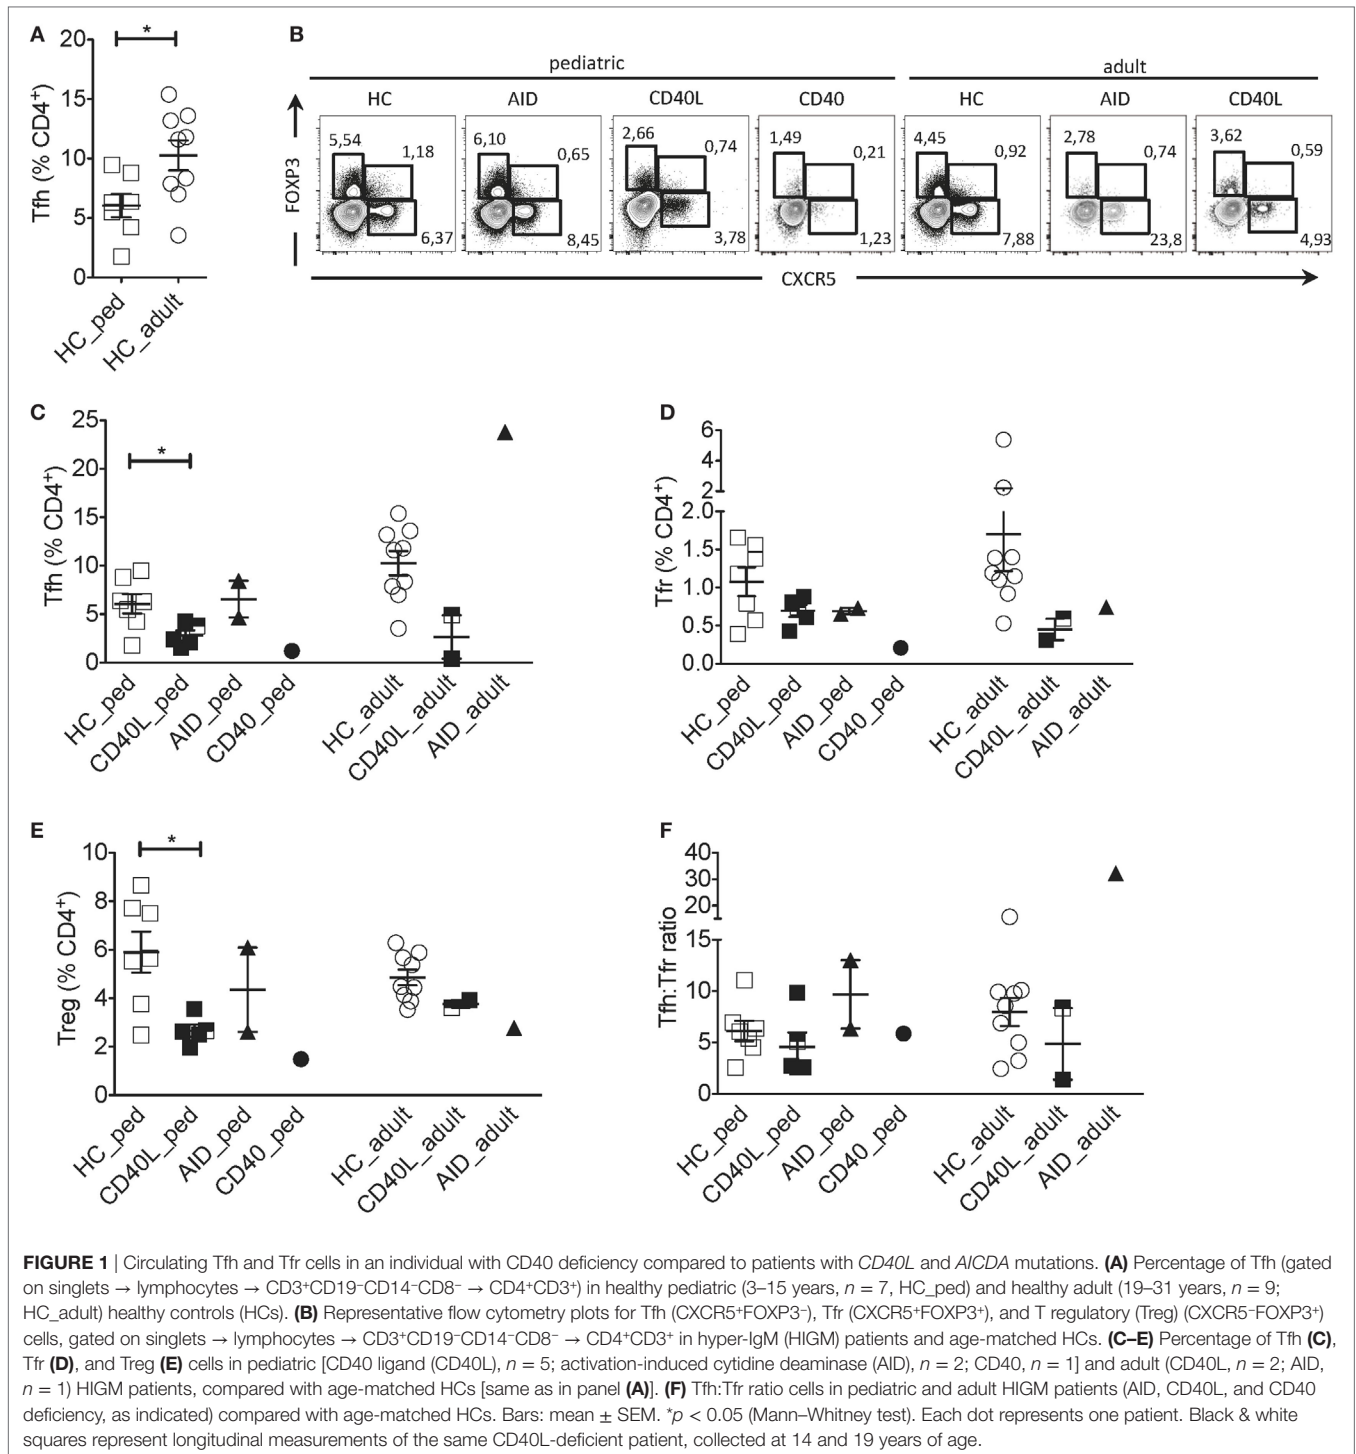 A
20
15
10
5
0
Tfh (% CD4⁺)
*
HC_ped
HC_adult
B
pediatric
adult
HC
AID
CD40L
CD40
HC
AID
CD40L
5,54
1,18
6,37
6,10
0,65
8,45
2,66
0,74
3,78
1,49
0,21
1,23
4,45
0,92
7,88
2,78
0,74
23,8
3,62
0,59
4,93
FOXP3
CXCR5
C
25
20
15
10
5
0
Tfh (% CD4⁺)
*
HC_ped
CD40L_ped
AID_ped
CD40_ped
HC_adult
CD40L_adult
AID_adult
D
6
4
2
2.0
1.5
1.0
0.5
0.0
Tfr (% CD4⁺)
HC_ped
CD40L_ped
AID_ped
CD40_ped
HC_adult
CD40L_adult
AID_adult
E
10
8
6
4
2
0
Treg (% CD4⁺)
*
HC_ped
CD40L_ped
AID_ped
CD40_ped
HC_adult
CD40L_adult
AID_adult
F
40
30
20
15
10
5
0
Tfh:Tfr ratio
HC_ped
CD40L_ped
AID_ped
CD40_ped
HC_adult
CD40L_adult
AID_adult
FIGURE 1 | Circulating Tfh and Tfr cells in an individual with CD40 deficiency compared to patients with CD40L and AICDA mutations. (A) Percentage of Tfh (gated
on singlets → lymphocytes → CD3⁺CD19⁻CD14⁻CD8⁻ → CD4⁺CD3⁺) in healthy pediatric (3–15 years, n = 7, HC_ped) and healthy adult (19–31 years, n = 9;
HC_adult) healthy controls (HCs). (B) Representative flow cytometry plots for Tfh (CXCR5⁺FOXP3⁻), Tfr (CXCR5⁺FOXP3⁺), and T regulatory (Treg) (CXCR5⁻FOXP3⁺)
cells, gated on singlets → lymphocytes → CD3⁺CD19⁻CD14⁻CD8⁻ → CD4⁺CD3⁺ in hyper-IgM (HIGM) patients and age-matched HCs. (C–E) Percentage of Tfh (C),
Tfr (D), and Treg (E) cells in pediatric [CD40 ligand (CD40L), n = 5; activation-induced cytidine deaminase (AID), n = 2; CD40, n = 1] and adult (CD40L, n = 2; AID,
n = 1) HIGM patients, compared with age-matched HCs [same as in panel (A)]. (F) Tfh:Tfr ratio cells in pediatric and adult HIGM patients (AID, CD40L, and CD40
deficiency, as indicated) compared with age-matched HCs. Bars: mean ± SEM. *p < 0.05 (Mann–Whitney test). Each dot represents one patient. Black & white
squares represent longitudinal measurements of the same CD40L-deficient patient, collected at 14 and 19 years of age.